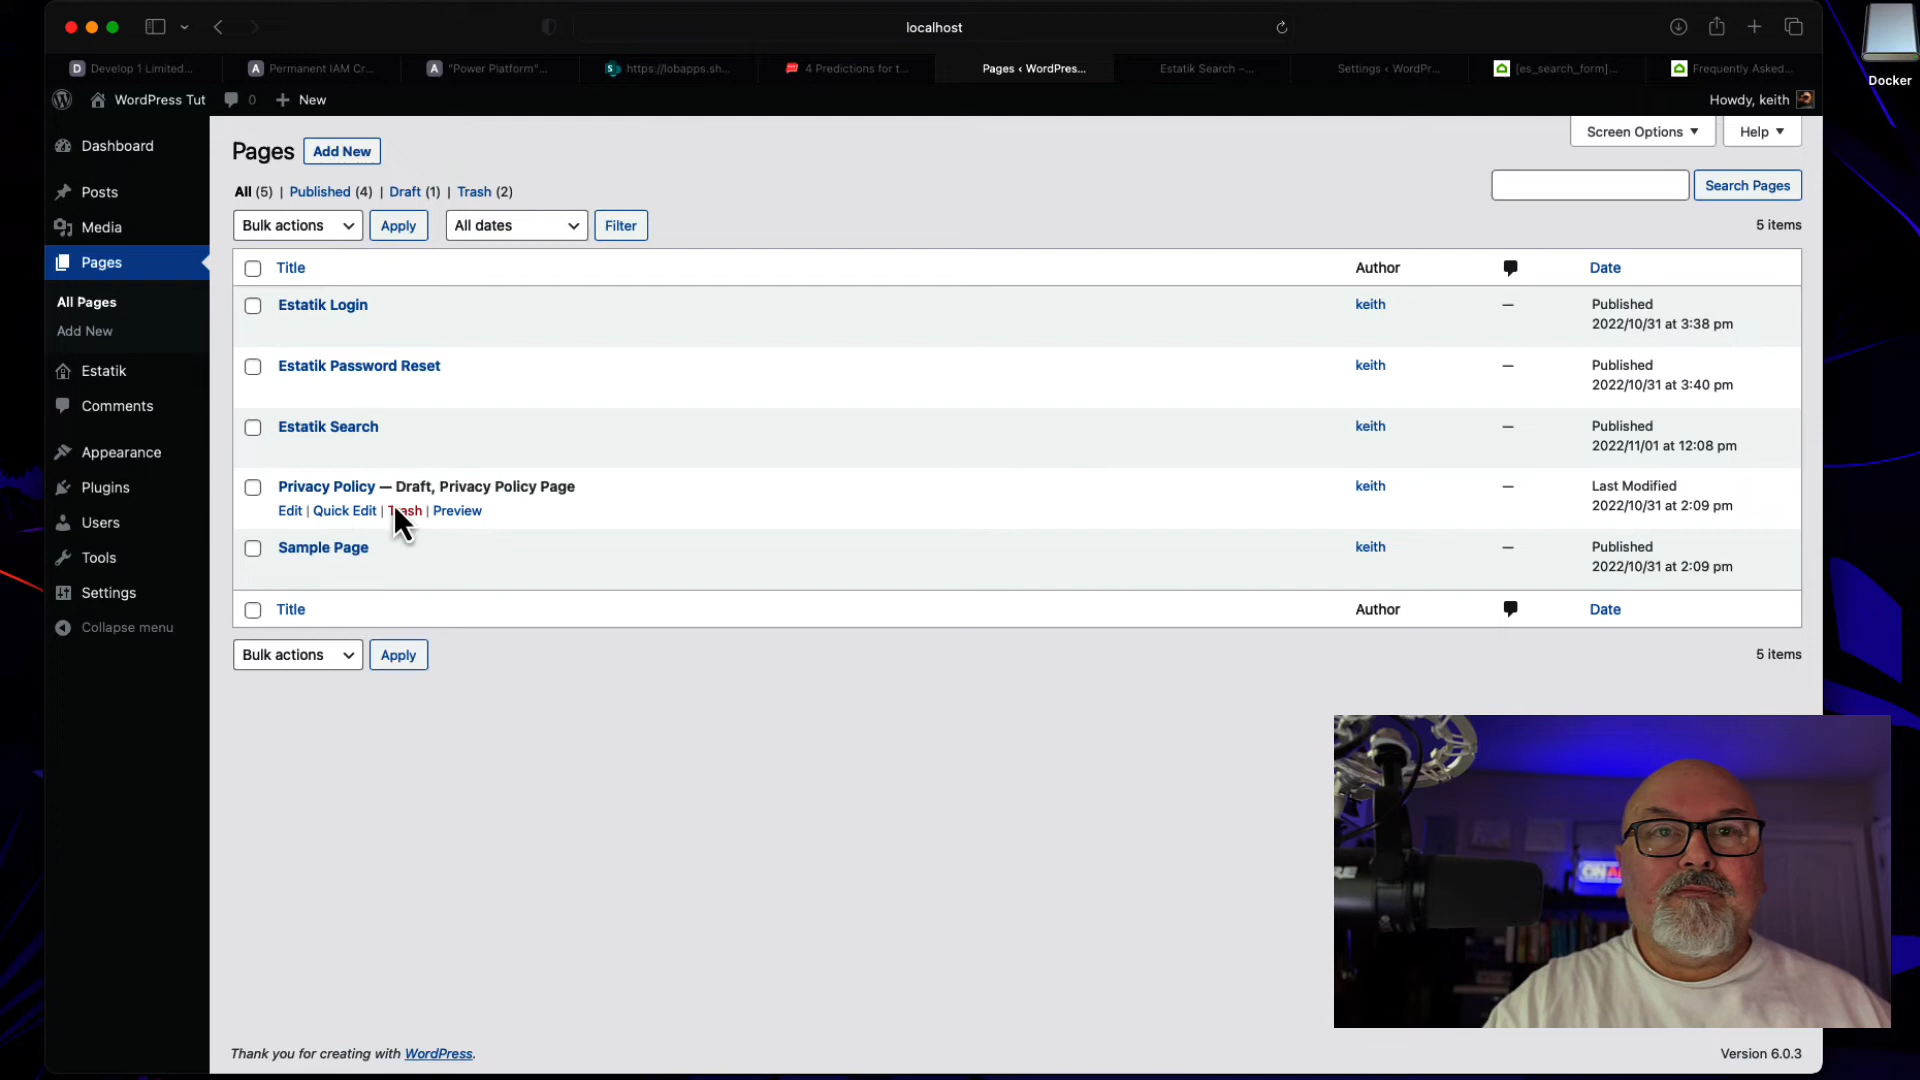 localhost
Develop 1 Limited...
Permanent IAM Cr...
"Power Platform"...
https://lobapps.sh...
4 Predictions for t...
Pages ‹ WordPres...
Estatik Search –...
Settings ‹ WordPr...
[es_search_form]...
Frequently Asked...
Docker
WordPress Tut
0
New
Howdy, keith
Dashboard
Posts
Media
Pages
All Pages
Add New
Estatik
Comments
Appearance
Plugins
Users
Tools
Settings
Collapse menu
Screen Options
Help
Pages
Add New
All (5) | Published (4) | Draft (1) | Trash (2)
Search Pages
Bulk actions
Apply
All dates
Filter
5 items
Title
Author
Date
Estatik Login
keith
—
Published
2022/10/31 at 3:38 pm
Estatik Password Reset
keith
—
Published
2022/10/31 at 3:40 pm
Estatik Search
keith
—
Published
2022/11/01 at 12:08 pm
Privacy Policy — Draft, Privacy Policy Page
Edit | Quick Edit | Trash | Preview
keith
—
Last Modified
2022/10/31 at 2:09 pm
Sample Page
keith
—
Published
2022/10/31 at 2:09 pm
Title
Author
Date
Bulk actions
Apply
5 items
Thank you for creating with WordPress.
Version 6.0.3